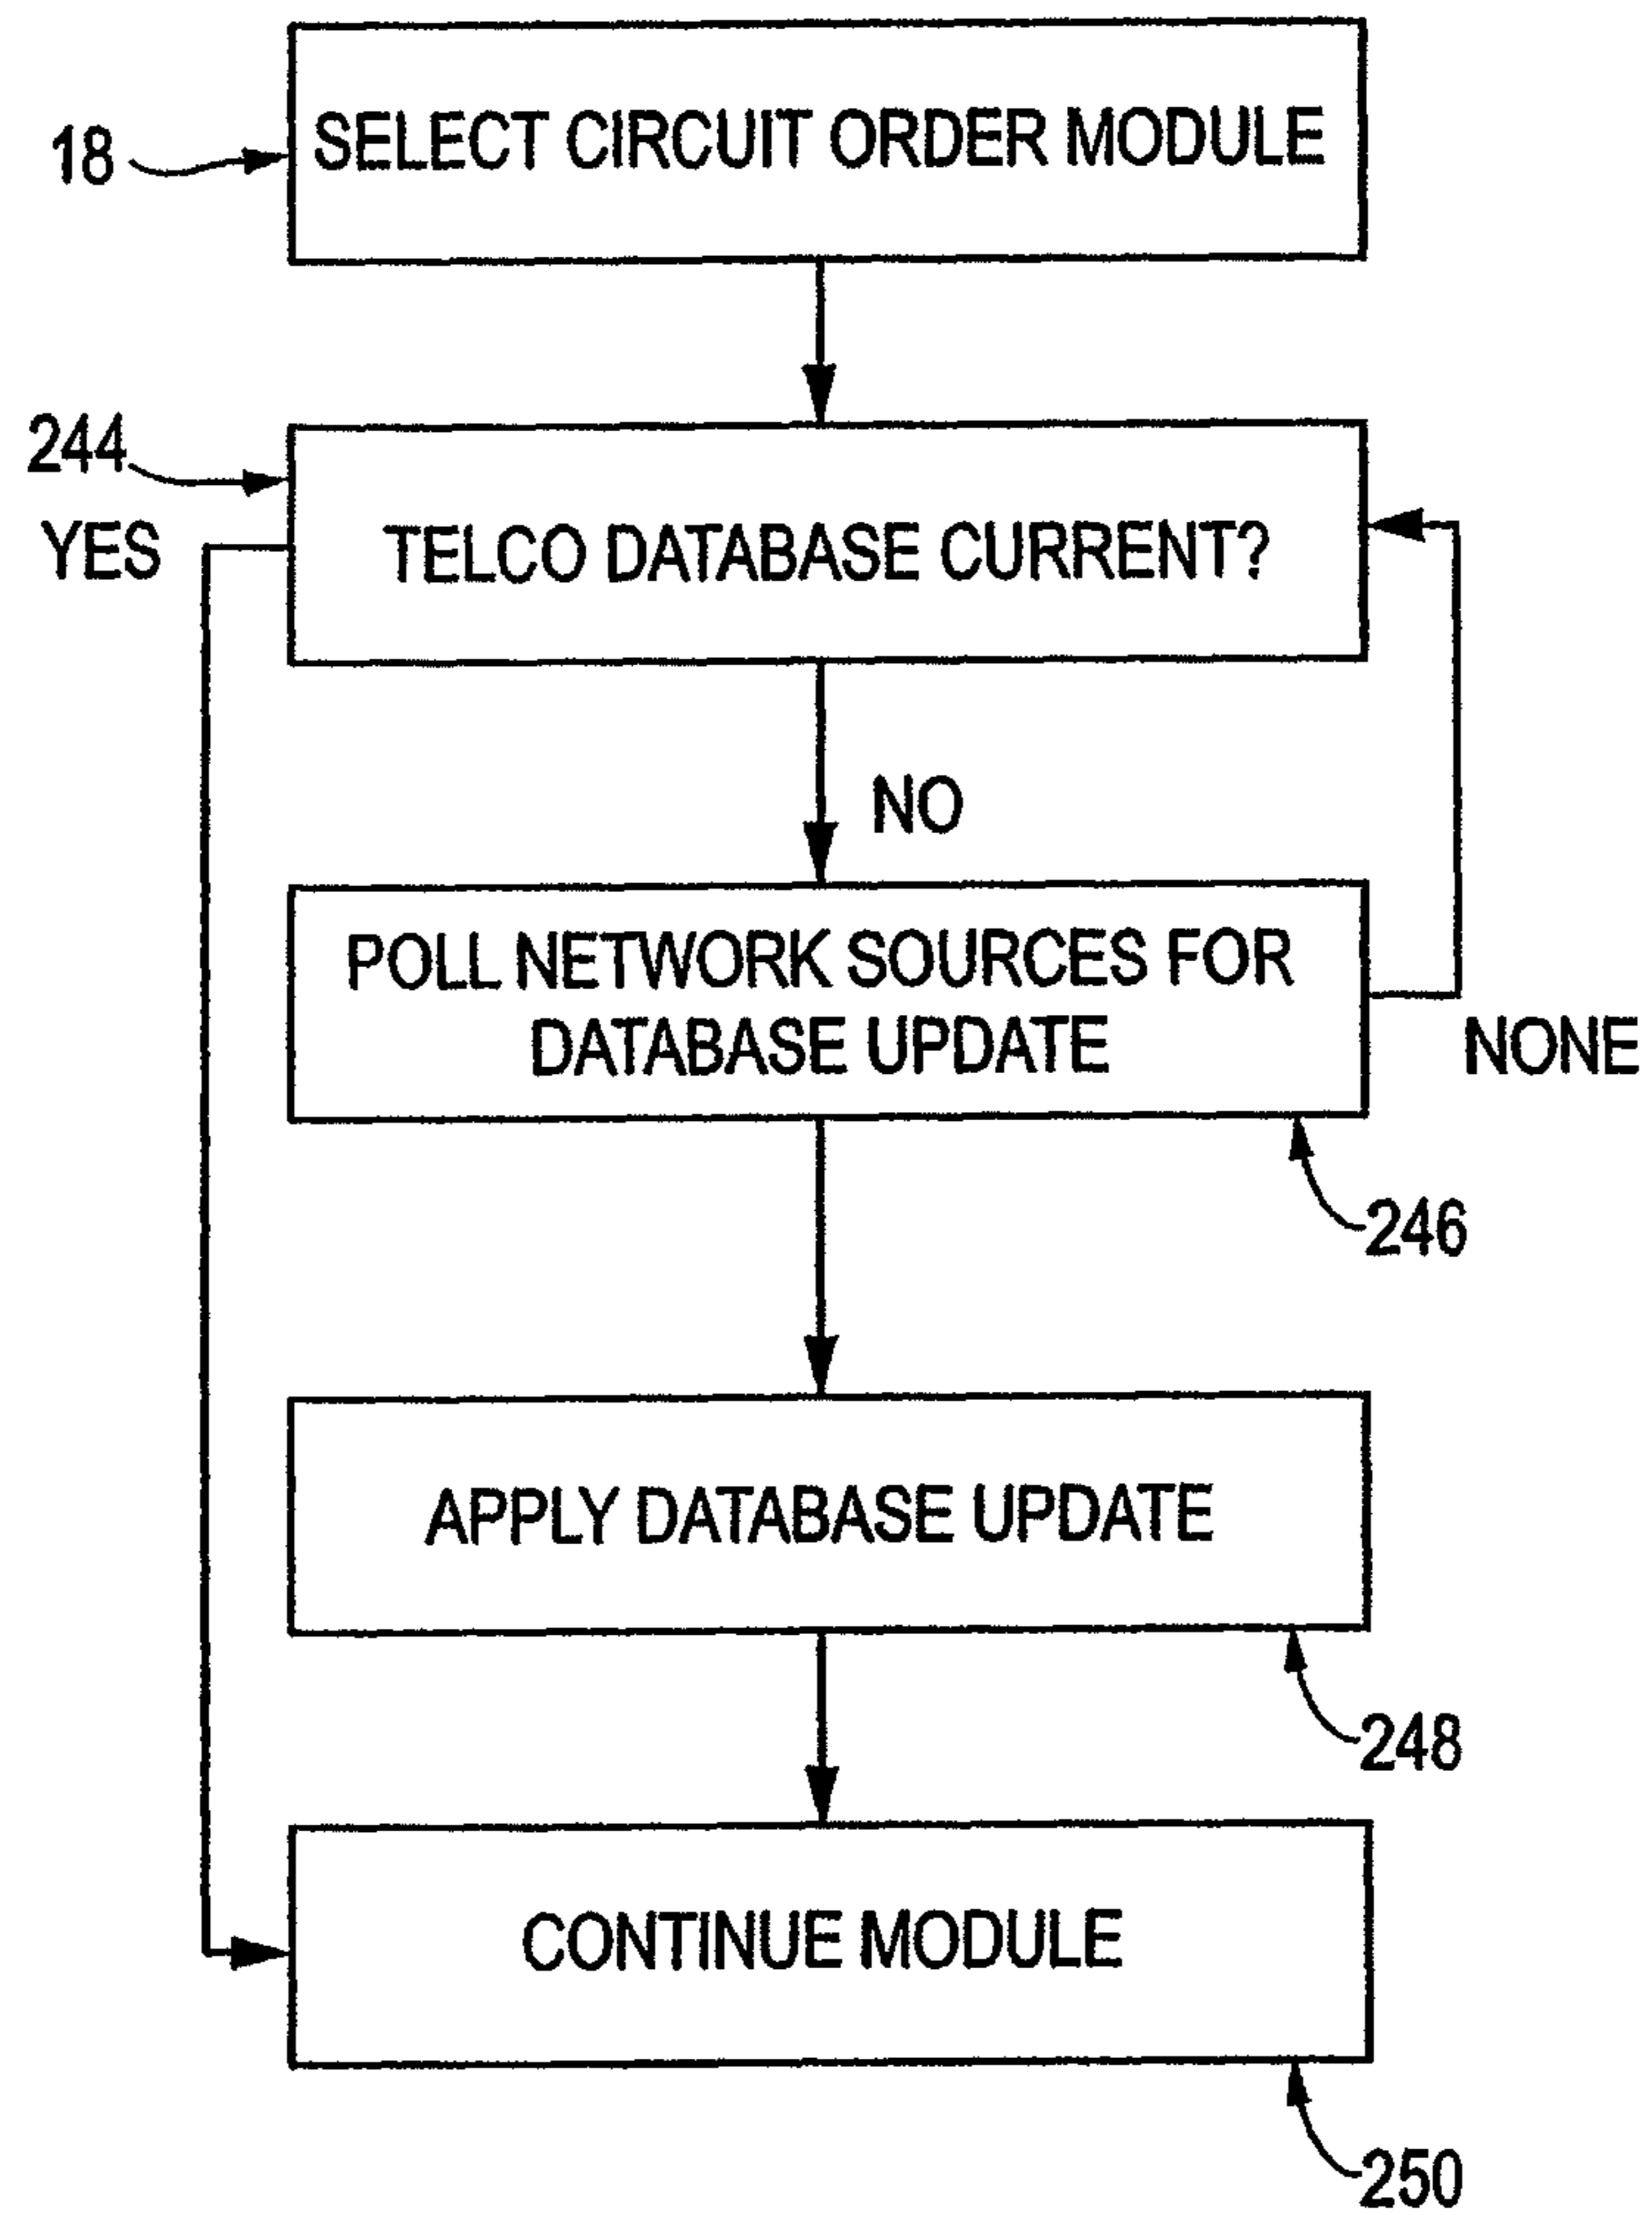 18
SELECT CIRCUIT ORDER MODULE
244
YES
TELCO DATABASE CURRENT?
NO
POLL NETWORK SOURCES FOR
DATABASE UPDATE
NONE
246
APPLY DATABASE UPDATE
248
CONTINUE MODULE
250